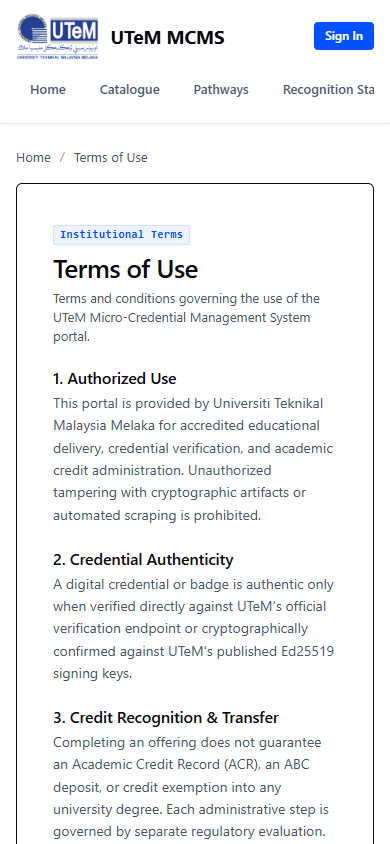 UTeM
اونيۏرسيتي تيكنيكل مليسيا ملاك
UNIVERSITI TEKNIKAL MALAYSIA MELAKA
UTeM MCMS
Sign In
Home
Catalogue
Pathways
Recognition Sta
Home / Terms of Use
Institutional Terms
Terms of Use
Terms and conditions governing the use of the
UTeM Micro-Credential Management System
portal.
1. Authorized Use
This portal is provided by Universiti Teknikal
Malaysia Melaka for accredited educational
delivery, credential verification, and academic
credit administration. Unauthorized
tampering with cryptographic artifacts or
automated scraping is prohibited.
2. Credential Authenticity
A digital credential or badge is authentic only
when verified directly against UTeM's official
verification endpoint or cryptographically
confirmed against UTeM's published Ed25519
signing keys.
3. Credit Recognition & Transfer
Completing an offering does not guarantee
an Academic Credit Record (ACR), an ABC
deposit, or credit exemption into any
university degree. Each administrative step is
governed by separate regulatory evaluation.